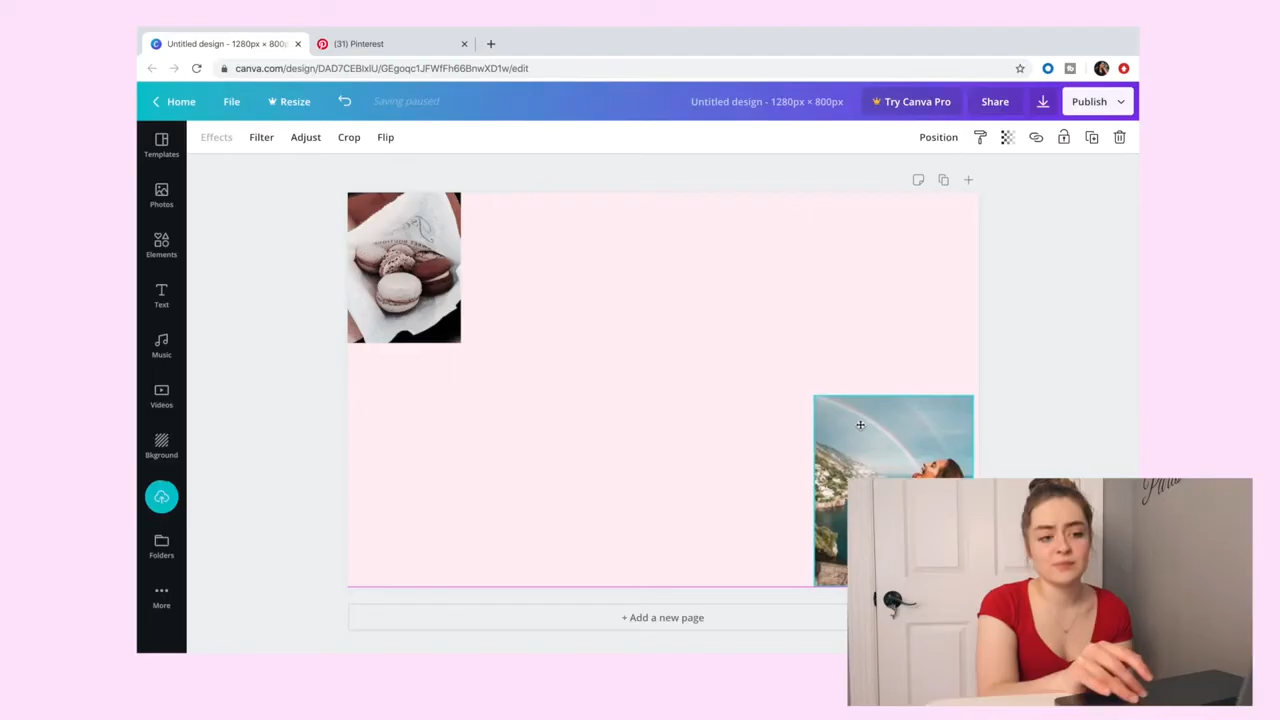 Untitled design - 1280px × 800p
(31) Pinterest
canva.com/design/DAD7CEBlxlU/GEgoqc1JFWfFh66BnwXD1w/edit
Home
File
Resize
Saving paused
Untitled design - 1280px × 800px
Try Canva Pro
Share
Publish
Effects
Filter
Adjust
Crop
Flip
Position
Templates
Photos
Elements
Text
Music
Videos
Bkground
Folders
More
+ Add a new page